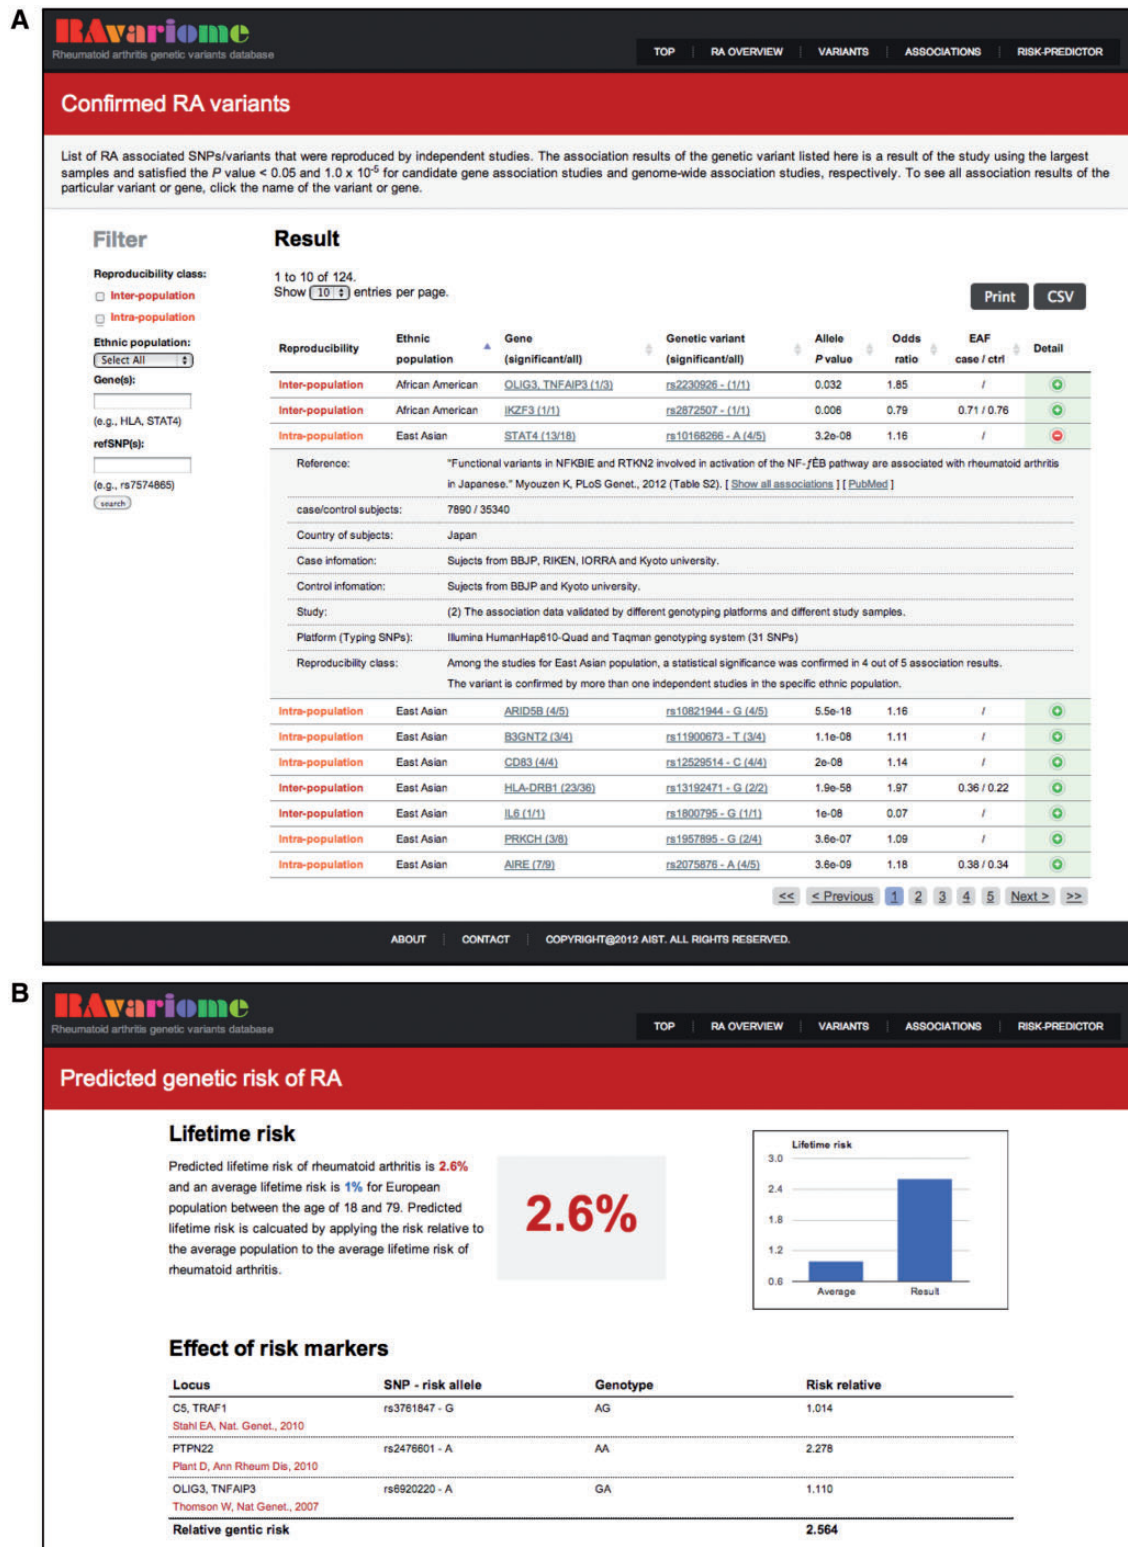 A
RAvariome
Rheumatoid arthritis genetic variants database
TOP | RA OVERVIEW | VARIANTS | ASSOCIATIONS | RISK-PREDICTOR
Confirmed RA variants
List of RA associated SNPs/variants that were reproduced by independent studies. The association results of the genetic variant listed here is a result of the study using the largest
samples and satisfied the P value < 0.05 and 1.0 x 10-5 for candidate gene association studies and genome-wide association studies, respectively. To see all association results of the
particular variant or gene, click the name of the variant or gene.
Filter
Reproducibility class:
Inter-population
Intra-population
Ethnic population:
Select All
Gene(s):
(e.g., HLA, STAT4)
refSNP(s):
(e.g., rs7574865)
search
Result
1 to 10 of 124.
Show 10 entries per page.
Print CSV
Reproducibility Ethnic population Gene (significant/all) Genetic variant (significant/all) Allele P value Odds ratio EAF case / ctrl Detail
Inter-population African American OLIG3, TNFAIP3 (1/3) rs2230926 - (1/1) 0.032 1.85 /
Inter-population African American IKZF3 (1/1) rs2872507 - (1/1) 0.006 0.79 0.71 / 0.76
Intra-population East Asian STAT4 (13/18) rs10168266 - A (4/5) 3.2e-08 1.16 /
Reference: "Functional variants in NFKBIE and RTKN2 involved in activation of the NF-ƒÈB pathway are associated with rheumatoid arthritis
in Japanese." Myouzen K, PLoS Genet., 2012 (Table S2). [ Show all associations ] [ PubMed ]
case/control subjects: 7890 / 35340
Country of subjects: Japan
Case infomation: Sujects from BBJP, RIKEN, IORRA and Kyoto university.
Control infomation: Sujects from BBJP and Kyoto university.
Study: (2) The association data validated by different genotyping platforms and different study samples.
Platform (Typing SNPs): Illumina HumanHap610-Quad and Taqman genotyping system (31 SNPs)
Reproducibility class: Among the studies for East Asian population, a statistical significance was confirmed in 4 out of 5 association results.
The variant is confirmed by more than one independent studies in the specific ethnic population.
Intra-population East Asian ARID5B (4/5) rs10821944 - G (4/5) 5.5e-18 1.16 /
Intra-population East Asian B3GNT2 (3/4) rs11900673 - T (3/4) 1.1e-08 1.11 /
Intra-population East Asian CD83 (4/4) rs12529514 - C (4/4) 2e-08 1.14 /
Inter-population East Asian HLA-DRB1 (23/36) rs13192471 - G (2/2) 1.9e-58 1.97 0.36 / 0.22
Inter-population East Asian IL6 (1/1) rs1800795 - G (1/1) 1e-08 0.07 /
Intra-population East Asian PRKCH (3/8) rs1957895 - G (2/4) 3.6e-07 1.09 /
Intra-population East Asian AIRE (7/9) rs2075876 - A (4/5) 3.6e-09 1.18 0.38 / 0.34
<< < Previous 1 2 3 4 5 Next > >>
ABOUT | CONTACT | COPYRIGHT@2012 AIST. ALL RIGHTS RESERVED.
B
RAvariome
Rheumatoid arthritis genetic variants database
TOP | RA OVERVIEW | VARIANTS | ASSOCIATIONS | RISK-PREDICTOR
Predicted genetic risk of RA
Lifetime risk
Predicted lifetime risk of rheumatoid arthritis is 2.6%
and an average lifetime risk is 1% for European
population between the age of 18 and 79. Predicted
lifetime risk is calcuated by applying the risk relative to
the average population to the average lifetime risk of
rheumatoid arthritis.
2.6%
Lifetime risk
3.0
2.4
1.8
1.2
0.6
Average Result
Effect of risk markers
Locus SNP - risk allele Genotype Risk relative
C5, TRAF1 rs3761847 - G AG 1.014
Stahl EA, Nat. Genet., 2010
PTPN22 rs2476601 - A AA 2.278
Plant D, Ann Rheum Dis, 2010
OLIG3, TNFAIP3 rs6920220 - A GA 1.110
Thomson W, Nat Genet., 2007
Relative gentic risk 2.564